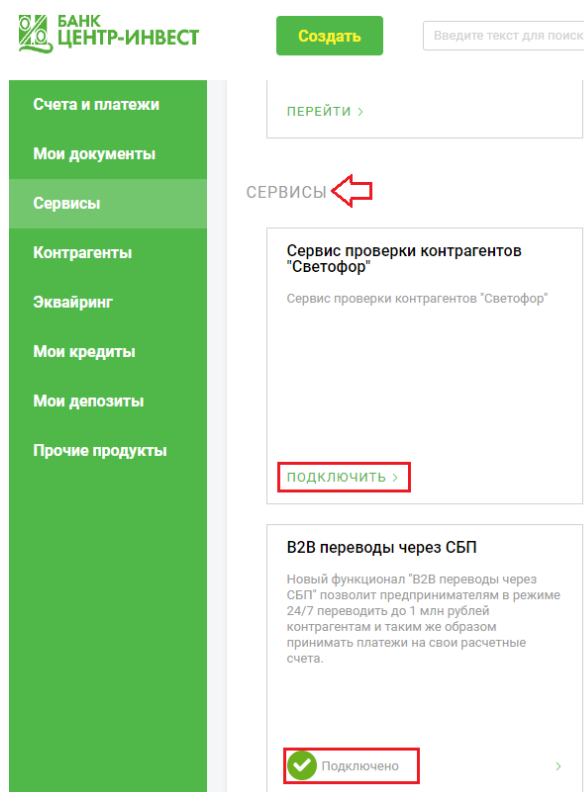 БАНК
ЦЕНТР-ИНВЕСТ
Создать
Введите текст для поиск
Счета и платежи
Мои документы
Сервисы
Контрагенты
Эквайринг
Мои кредиты
Мои депозиты
Прочие продукты
ПЕРЕЙТИ >
СЕРВИСЫ
Сервис проверки контрагентов
"Светофор"
Сервис проверки контрагентов "Светофор"
ПОДКЛЮЧИТЬ >
B2B переводы через СБП
Новый функционал "B2B переводы через
СБП" позволит предпринимателям в режиме
24/7 переводить до 1 млн рублей
контрагентам и таким же образом
принимать платежи на свои расчетные
счета.
Подключено >